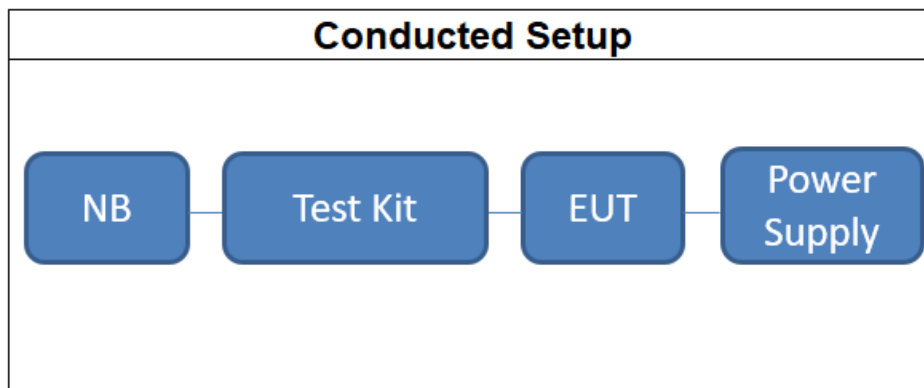 Conducted Setup
NB
Test Kit
EUT
Power
Supply